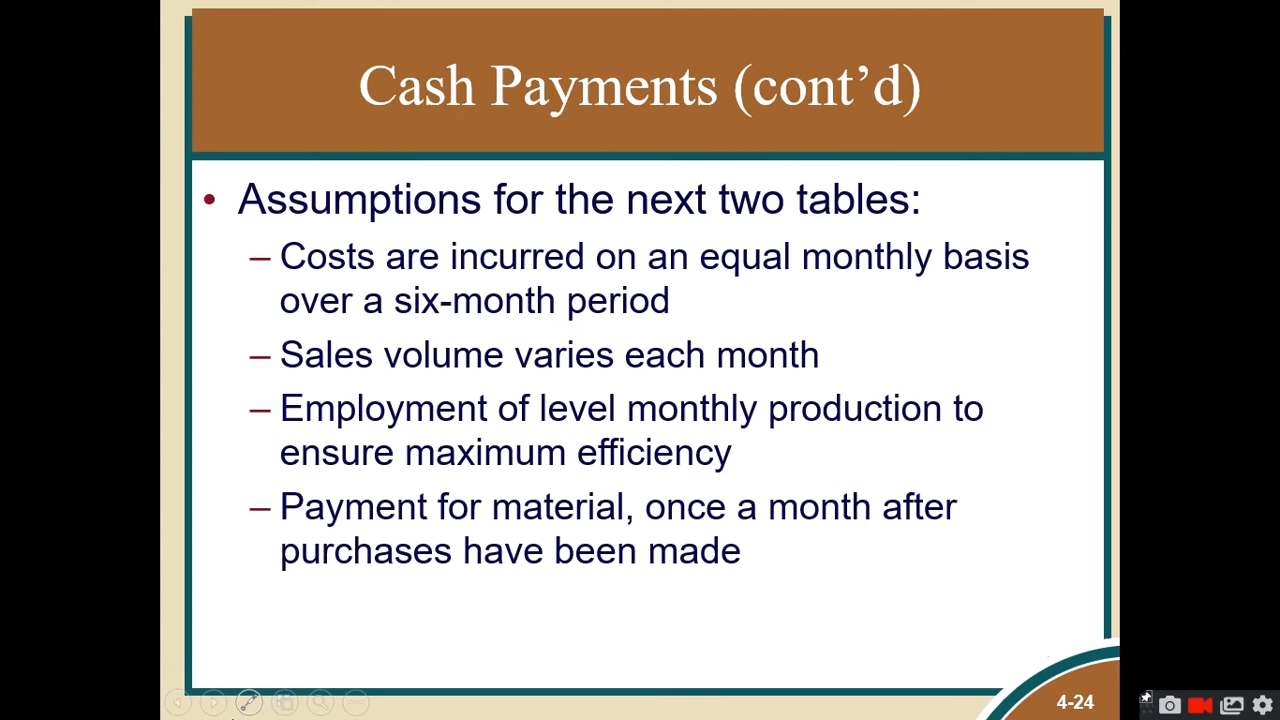 Cash Payments (cont’d)
• Assumptions for the next two tables:
– Costs are incurred on an equal monthly basis
over a six-month period
– Sales volume varies each month
– Employment of level monthly production to
ensure maximum efficiency
– Payment for material, once a month after
purchases have been made
4-24